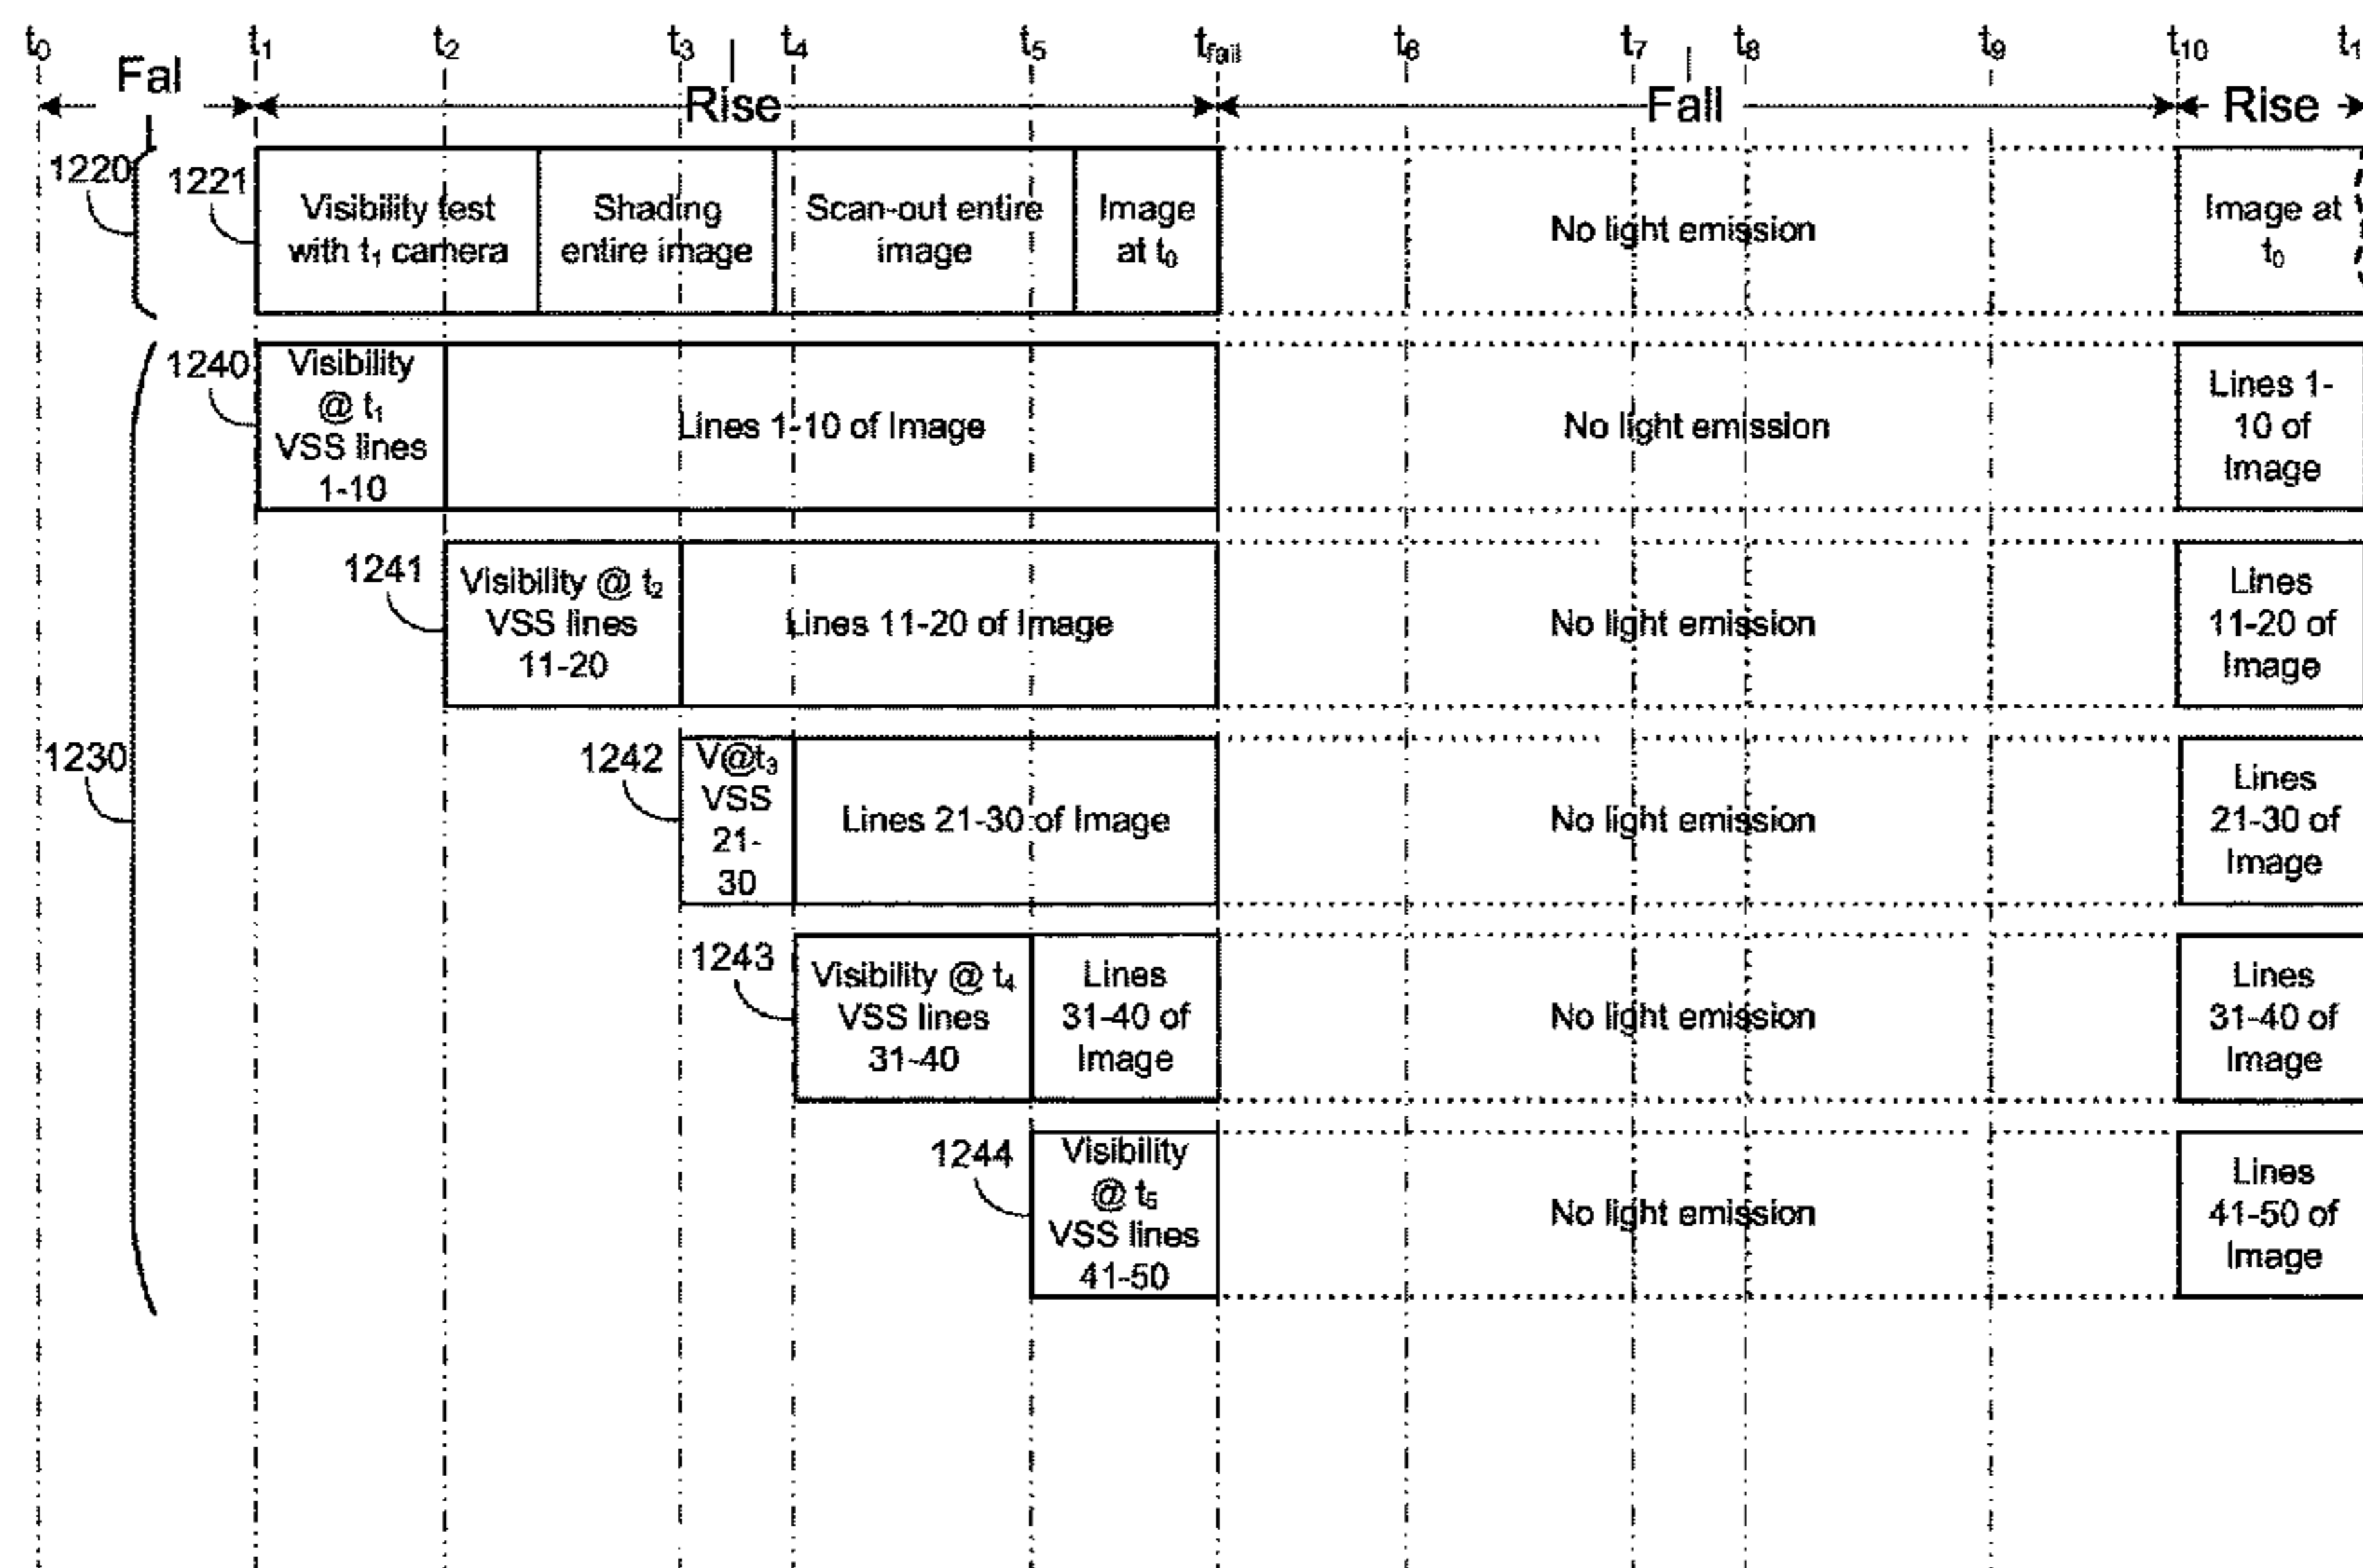 t0 t1 t2 t3 t4 t5 tfall t6 t7 t8 t9 t10 t1
Fal
l
Rise
Fall
Rise
1220
1221
Visibility test
with t1 camera
Shading
entire image
Scan-out entire
image
Image
at t0
No light emission
Image at
t0
1230
1240
Visibility
@ t1
VSS lines
1-10
Lines 1-10 of Image
No light emission
Lines 1-
10 of
Image
1241
Visibility @ t2
VSS lines
11-20
Lines 11-20 of Image
No light emission
Lines
11-20 of
Image
1242
V@t3
VSS
21-
30
Lines 21-30 of Image
No light emission
Lines
21-30 of
Image
1243
Visibility @ t4
VSS lines
31-40
Lines
31-40 of
Image
No light emission
Lines
31-40 of
Image
1244
Visibility
@ t5
VSS lines
41-50
No light emission
Lines
41-50 of
Image